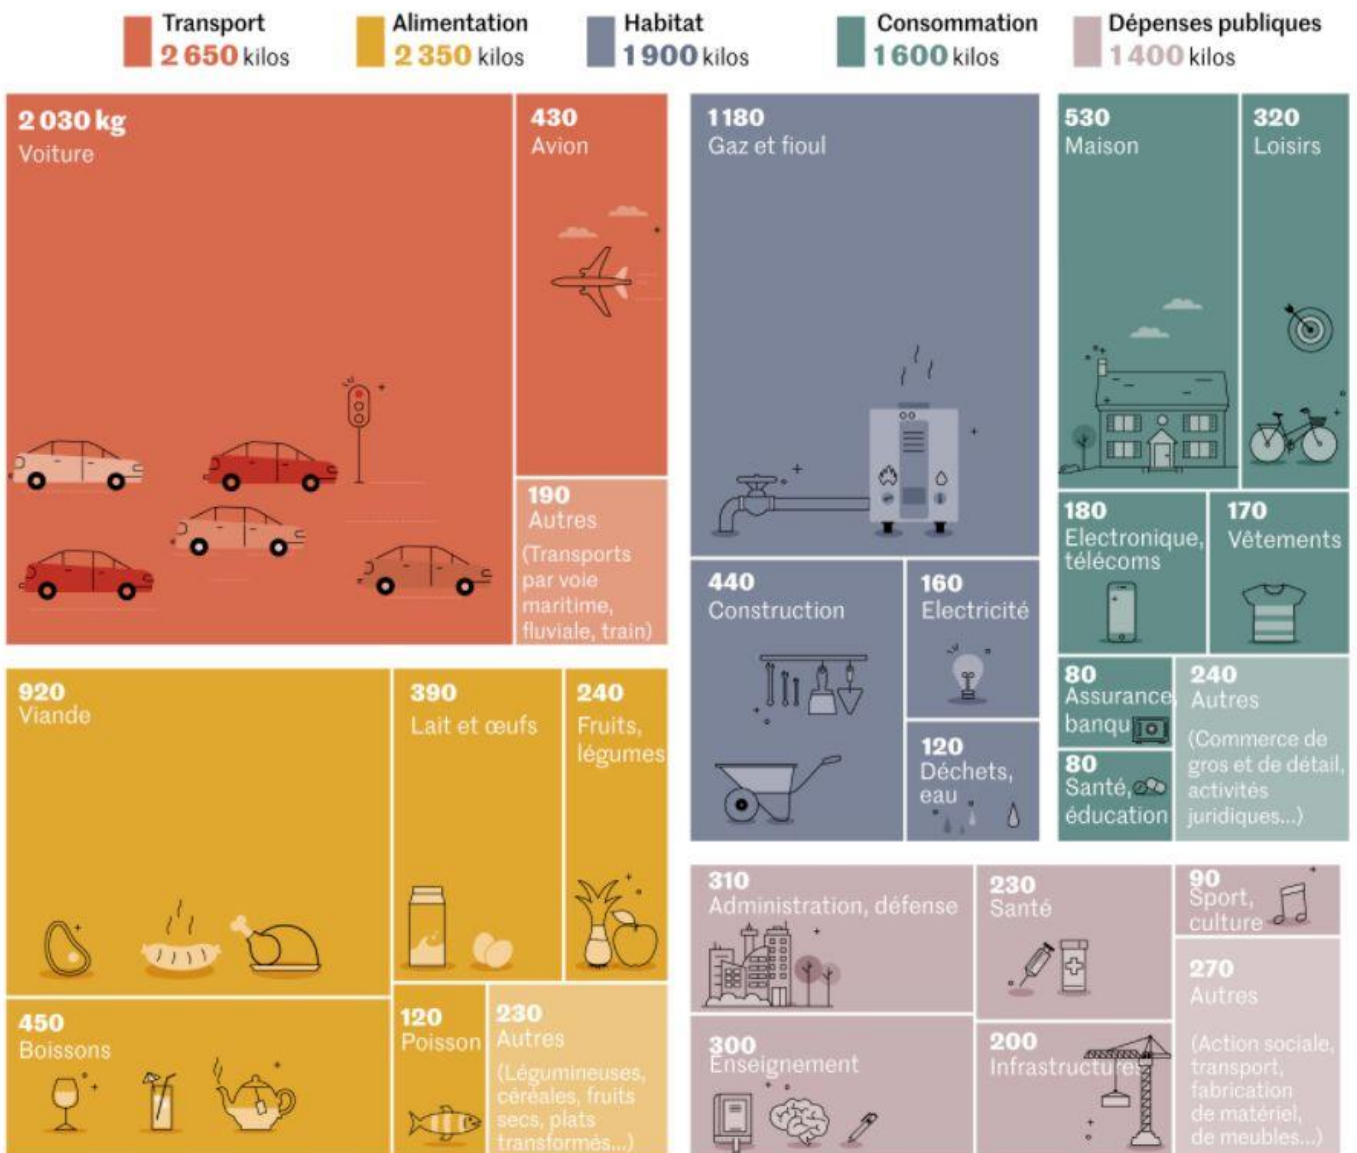 Transport
2 650 kilos
Alimentation
2 350 kilos
Habitat
1 900 kilos
Consommation
1 600 kilos
Dépenses publiques
1 400 kilos
2 030 kg
Voiture
430
Avion
190
Autres
(Transports
par voie
maritime,
fluviale, train)
1 180
Gaz et fioul
440
Construction
160
Electricité
120
Déchets,
eau
530
Maison
320
Loisirs
180
Electronique,
télécoms
170
Vêtements
80
Assurance,
banqu
80
Santé,
éducation
240
Autres
(Commerce de
gros et de détail,
activités
juridiques...)
920
Viande
390
Lait et œufs
240
Fruits,
légumes
450
Boissons
120
Poisson
230
Autres
(Légumineuses,
céréales, fruits
secs, plats
transformés...)
310
Administration, défense
230
Santé
90
Sport,
culture
300
Enseignement
200
Infrastructures
270
Autres
(Action sociale,
transport,
fabrication
de matériel,
de meubles...)